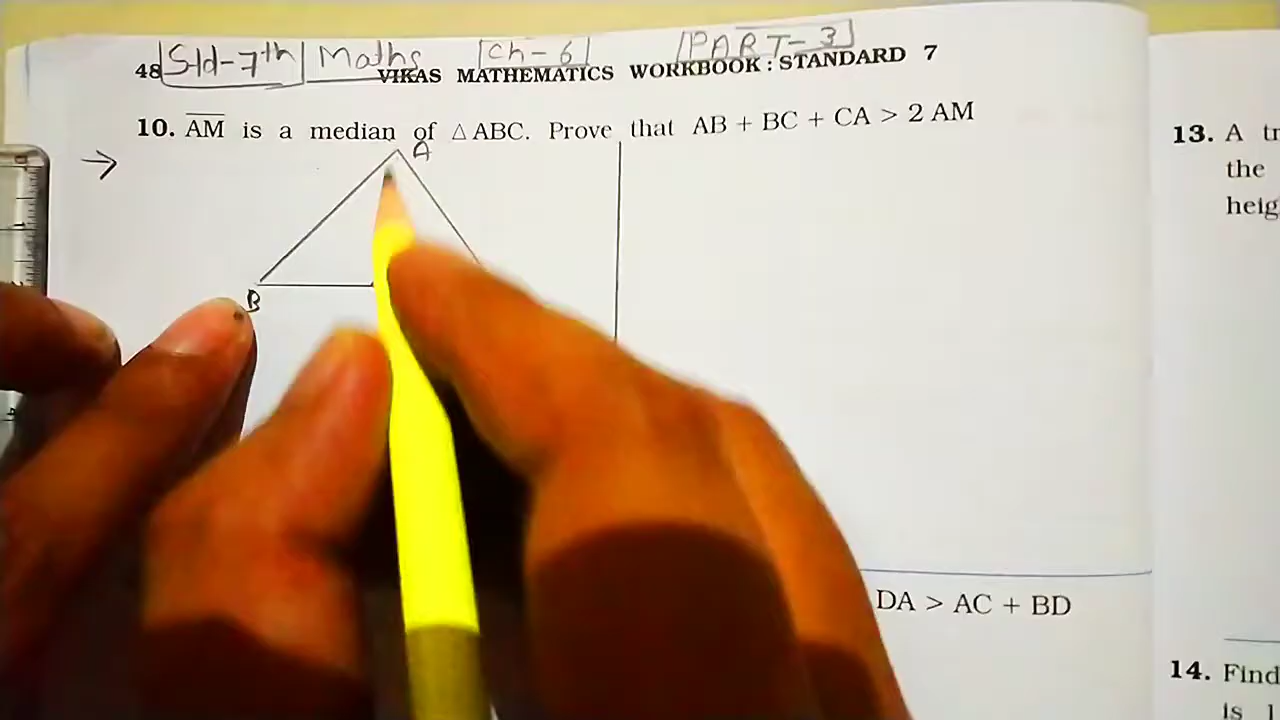 Std-7th Maths Ch-6 PART-3
48 VIKAS MATHEMATICS WORKBOOK : STANDARD 7
10. AM is a median of △ ABC. Prove that AB + BC + CA > 2 AM
→ A
B
DA > AC + BD
13. A
the
heig
14. Find
is